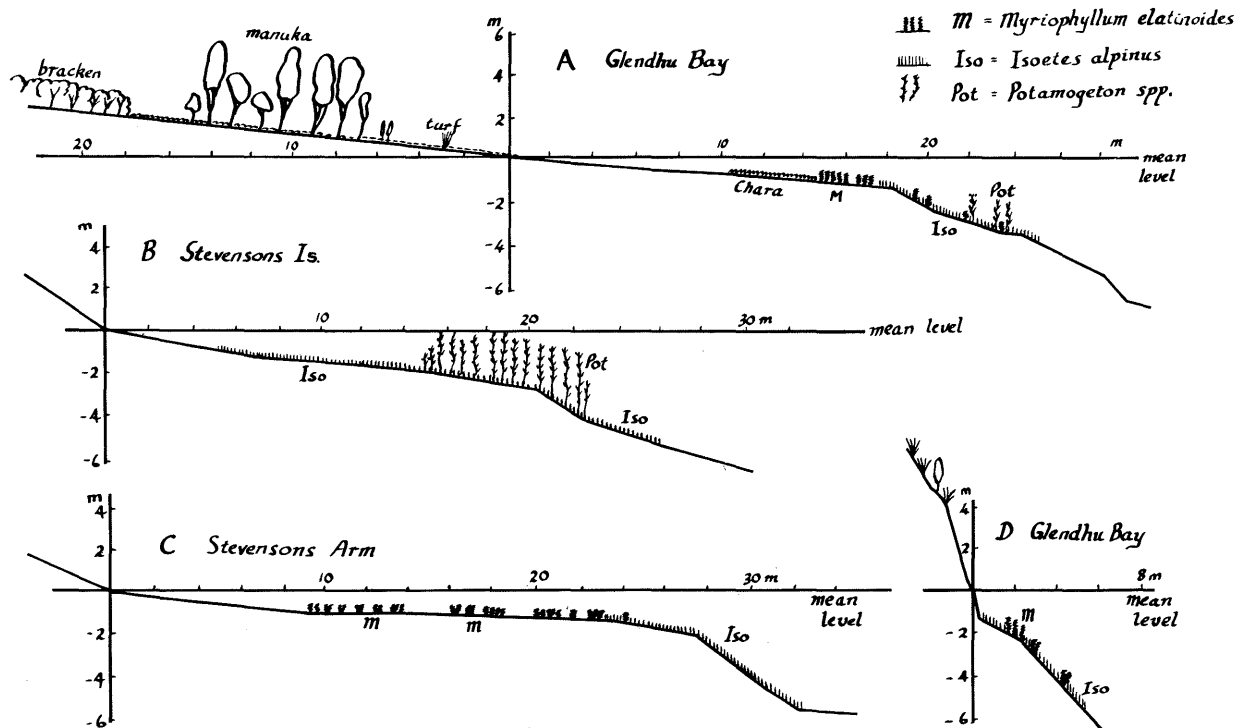 m = Myriophyllum elatinoides
Iso = Isoetes alpinus
Pot = Potamogeton spp.
A Glendhu Bay
m
6
4
2
-2
-4
-6
bracken
manuka
turf
20
10
10
20
m
mean
level
Chara
M
Iso
Pot
B Stevensons Is.
m
4
2
0
-2
-4
-6
10
20
30 m
mean level
Iso
Pot
Iso
C Stevensons Arm
m
4
2
0
-2
-4
-6
10
20
30 m
mean
level
m
m
Iso
D Glendhu Bay
m
4
2
0
-2
-4
-6
8 m
mean
level
m
Iso